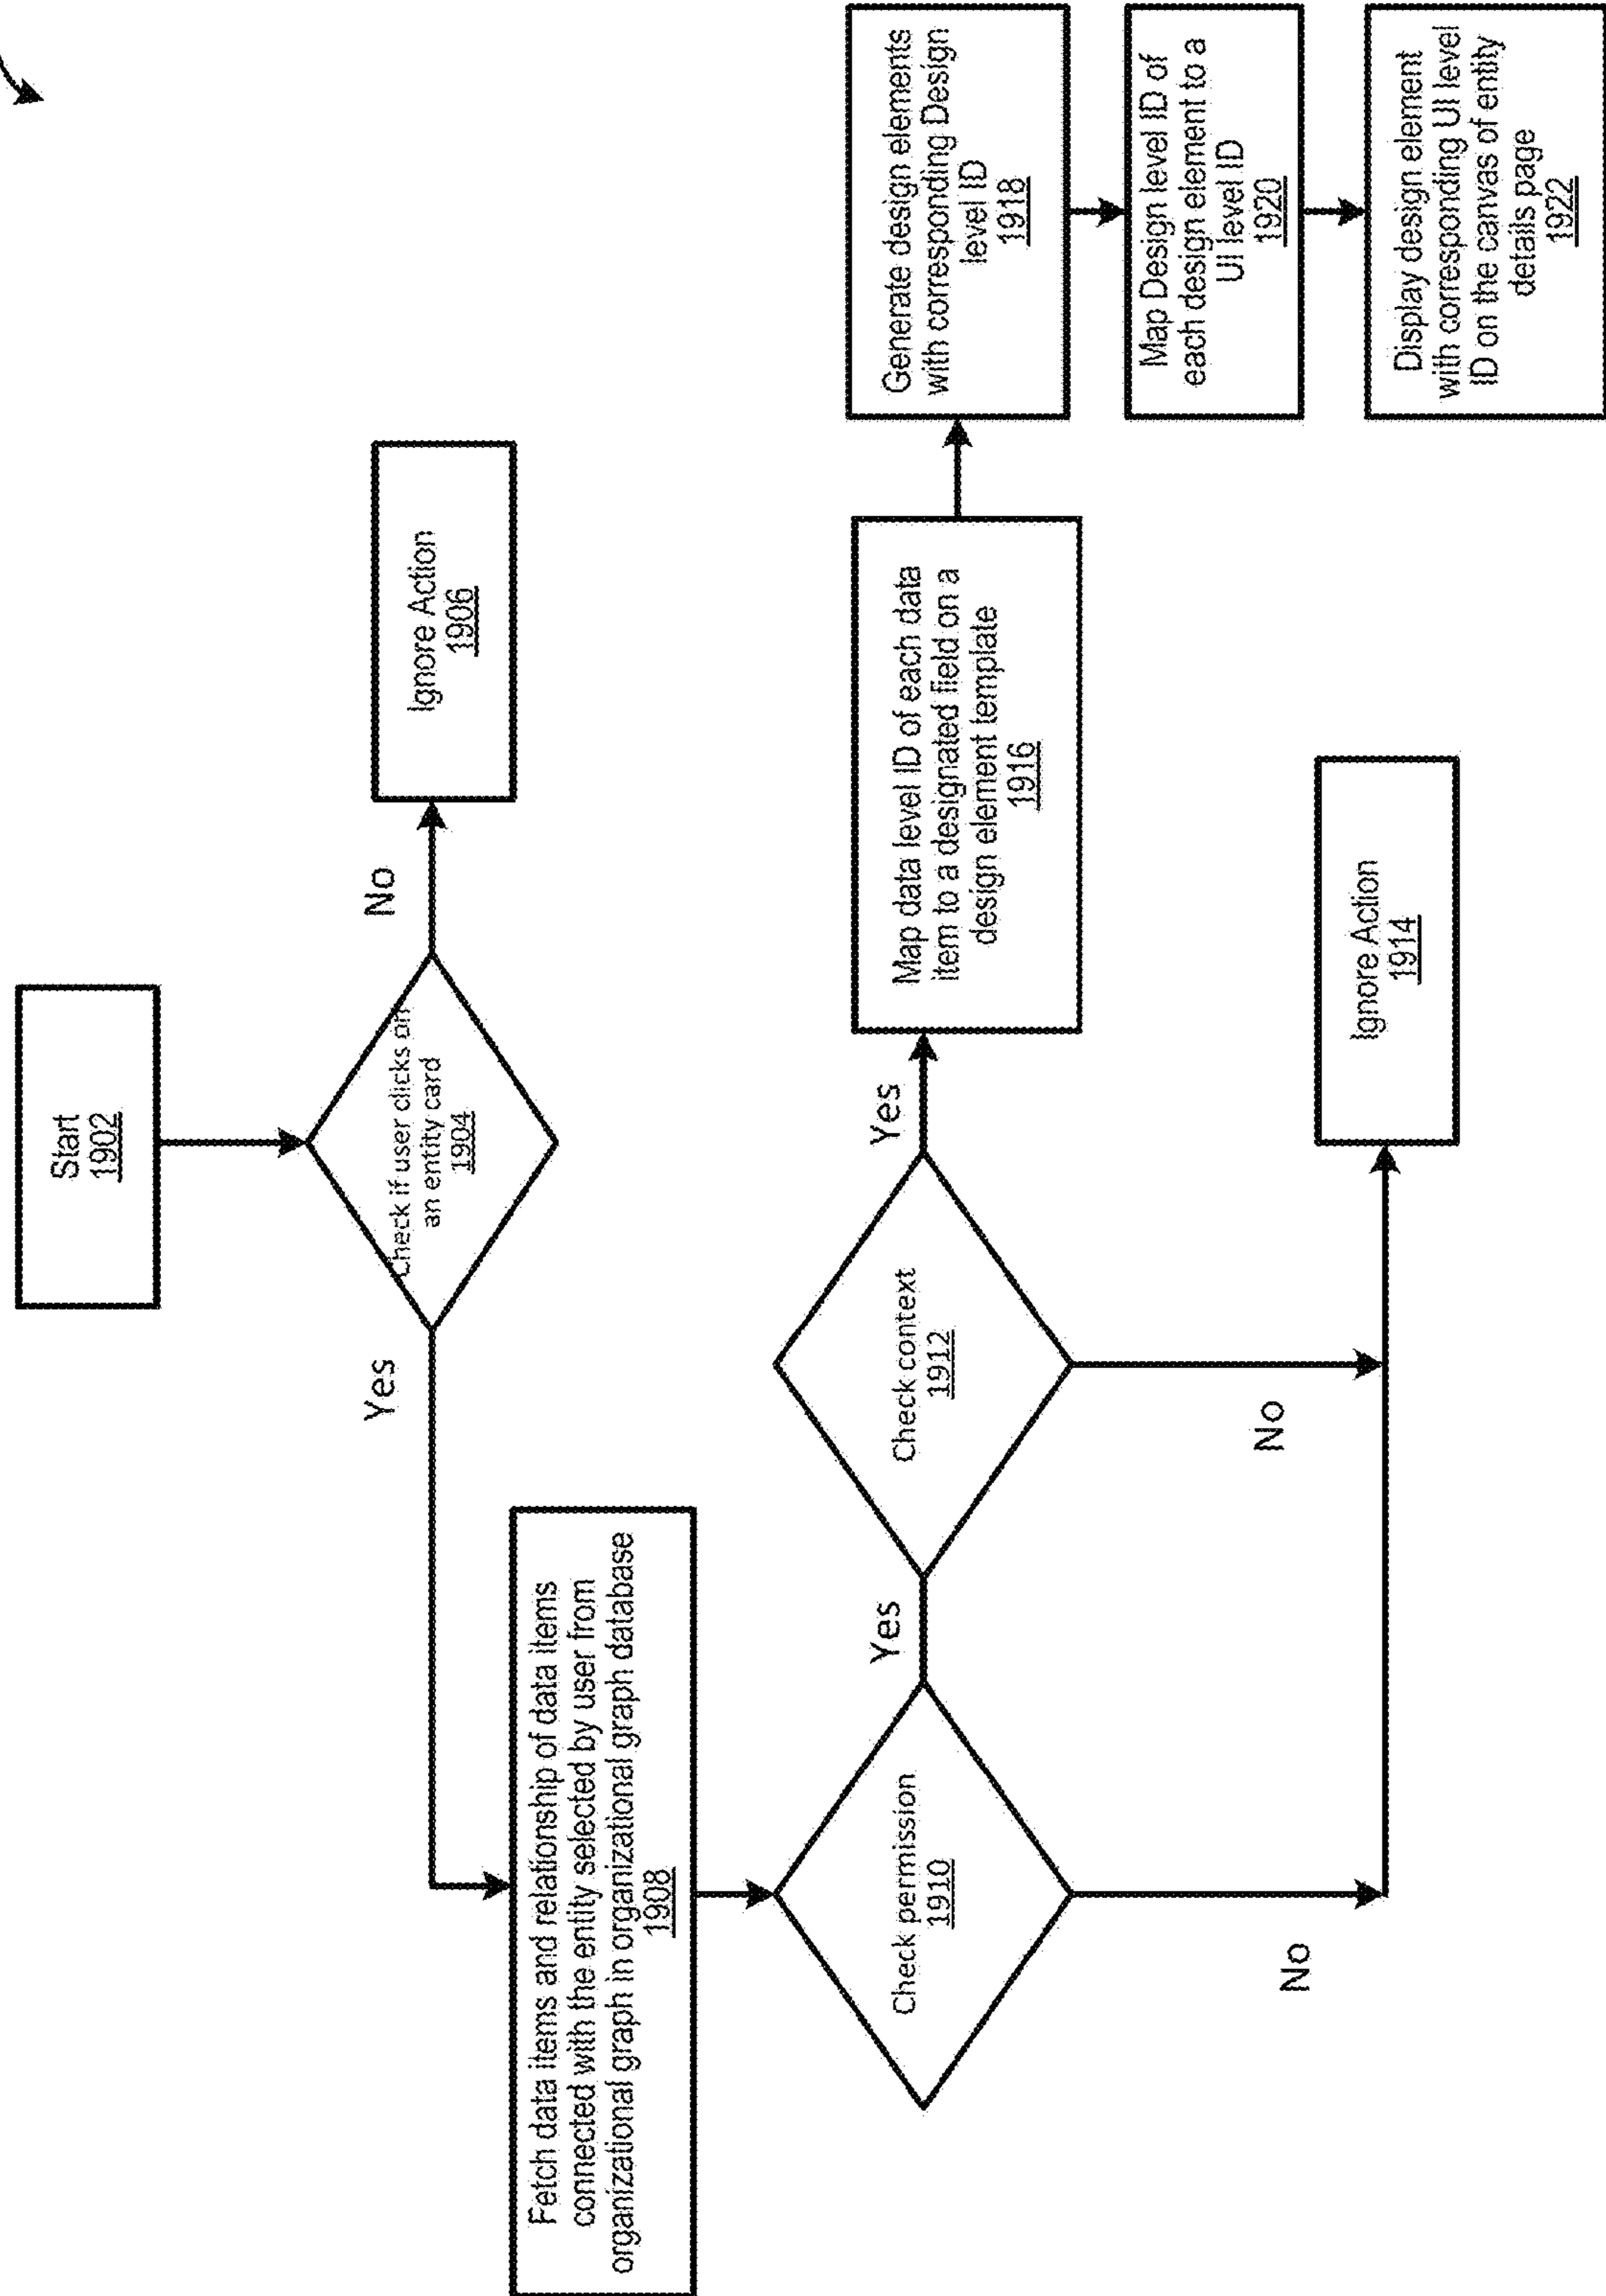 Start
1902
Check if user clicks on
an entity card
1904
No
Ignore Action
1906
Yes
Fetch data items and relationship of data items
connected with the entity selected by user from
organizational graph in organizational graph database
1908
Check permission
1910
Yes
Check context
1912
Yes
No
No
Ignore Action
1914
Map data level ID of each data
item to a designated field on a
design element template
1916
Generate design elements
with corresponding Design
level ID
1918
Map Design level ID of
each design element to a
UI level ID
1920
Display design element
with corresponding UI level
ID on the canvas of entity
details page
1922